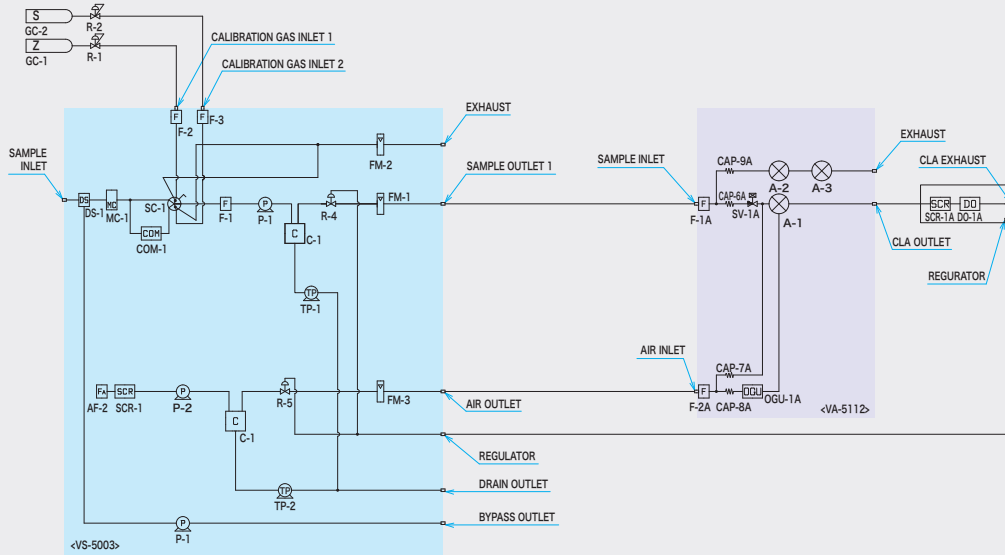 S
GC-2
R-2
Z
GC-1
R-1
CALIBRATION GAS INLET 1
CALIBRATION GAS INLET 2
F
F-2
F
F-3
EXHAUST
FM-2
SAMPLE
INLET
SAMPLE OUTLET 1
SAMPLE INLET
DS
DS-1
MC
MC-1
SC-1
COM
COM-1
F
F-1
P
P-1
C
C-1
R-4
FM-1
TP
TP-1
CAP-9A
A-2
A-3
EXHAUST
CLA EXHAUST
F
F-1A
CAP-6A
SV-1A
A-1
CLA OUTLET
SCR
SCR-1A
DO
DO-1A
REGURATOR
AIR INLET
FA
AF-2
SCR
SCR-1
P
P-2
C
C-1
R-5
FM-3
AIR OUTLET
F
F-2A
CAP-7A
CAP-8A
OGU
OGU-1A
<VA-5112>
REGULATOR
TP
TP-2
DRAIN OUTLET
P
P-1
BYPASS OUTLET
<VS-5003>